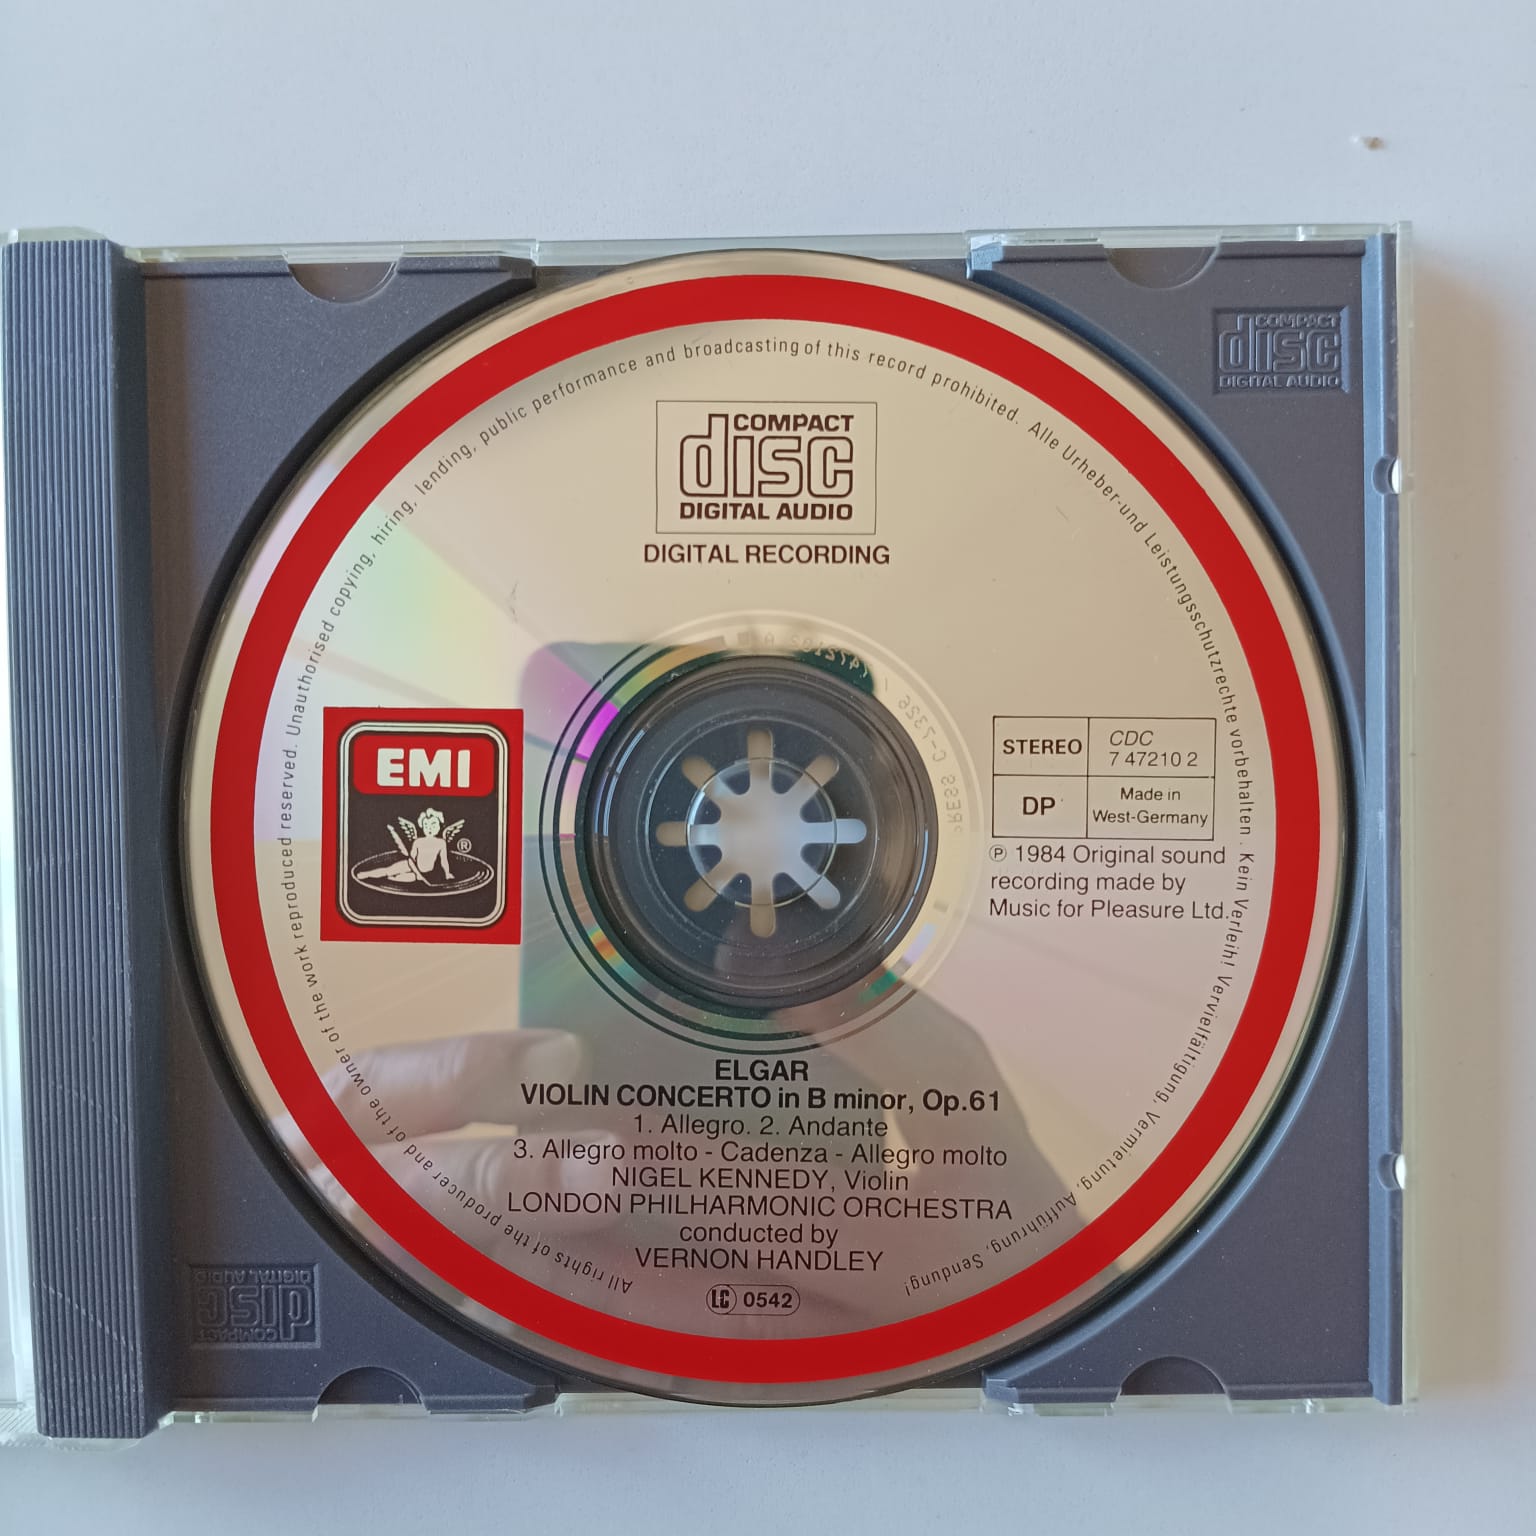 COMPACT
disc
DIGITAL AUDIO
COMPACT
disc
DIGITAL AUDIO
DIGITAL RECORDING
EMI
®
STEREO
CDC
7 47210 2
DP
Made in
West-Germany
℗ 1984 Original sound
recording made by
Music for Pleasure Ltd.
ELGAR
VIOLIN CONCERTO in B minor, Op.61
1. Allegro. 2. Andante
3. Allegro molto - Cadenza - Allegro molto
NIGEL KENNEDY, Violin
LONDON PHILHARMONIC ORCHESTRA
conducted by
VERNON HANDLEY
LC 0542
All rights of the producer and of the owner of the work reproduced reserved. Unauthorised copying, hiring, lending, public performance and broadcasting of this record prohibited. Alle Urheber-und Leistungsschutzrechte vorbehalten. Kein Verleih! Vervielfältigung, Vermietung, Aufführung, Sendung!
COMPACT
disc
DIGITAL AUDIO